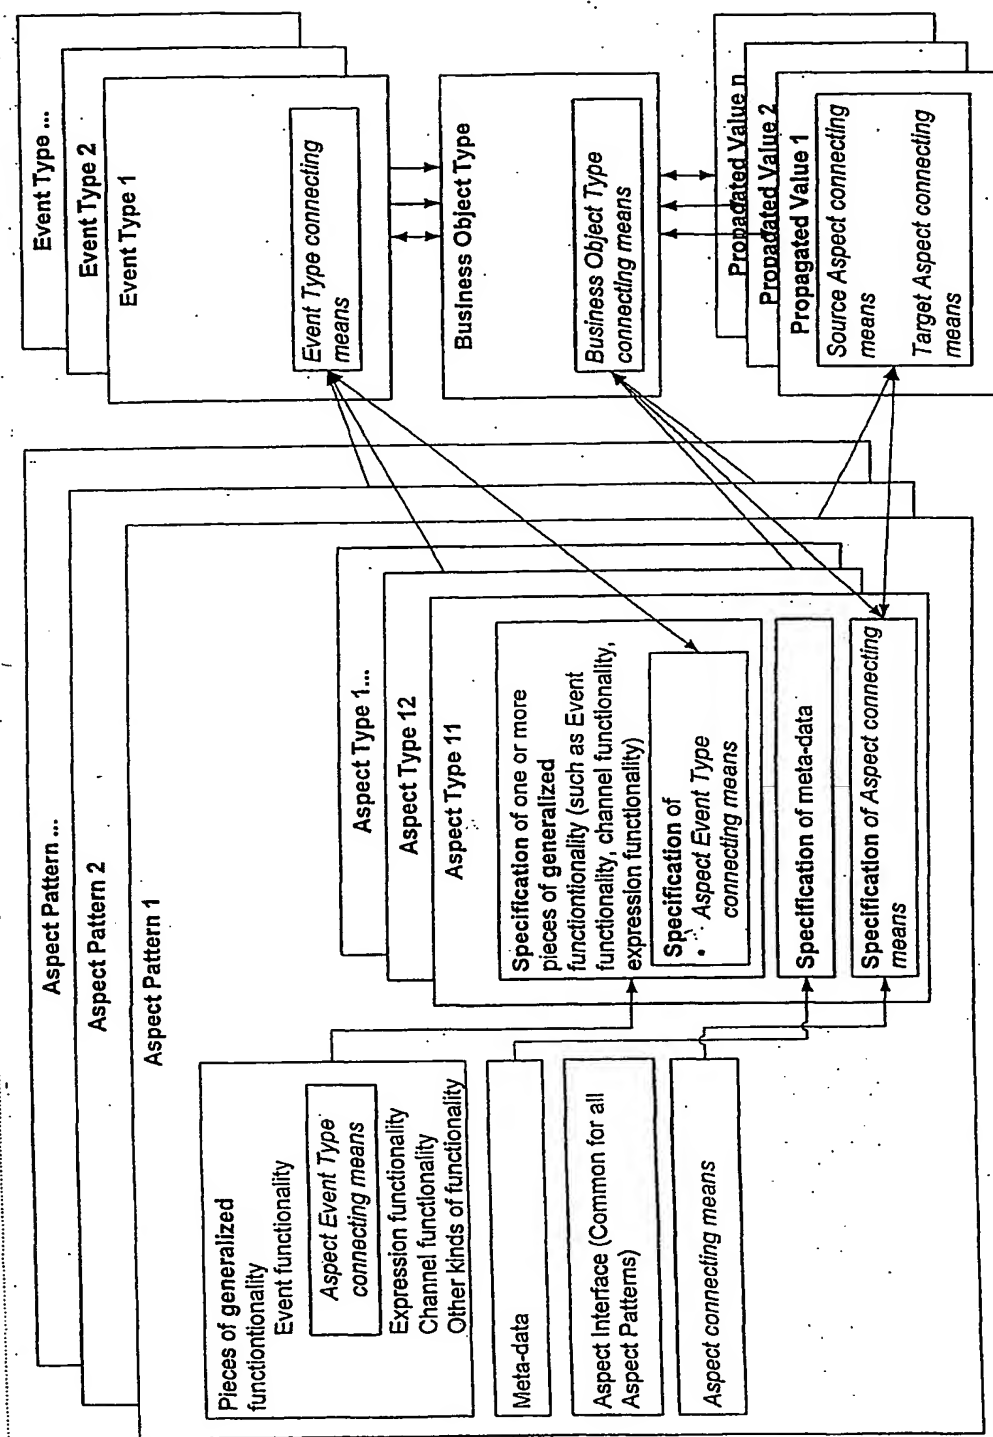 Aspect Pattern ...
Aspect Pattern 2
Aspect Pattern 1
Pieces of generalized
functiontionality
Event functionality
Aspect Event Type
connecting means
Expression functionality
Channel functionality
Other kinds of functionality
Meta-data
Aspect Interface (Common for all
Aspect Patterns)
Aspect connecting means
Aspect Type 1...
Aspect Type 12
Aspect Type 11
Specification of one or more
pieces of generalized
functiontionality (such as Event
functionality, channel functionality,
expression functionality)
Specification of
• Aspect Event Type
connecting means
Specification of meta-data
Specification of Aspect connecting
means
Event Type ...
Event Type 2
Event Type 1
Event Type connecting
means
Business Object Type
Business Object Type
connecting means
Propadated Value n
Propadated Value 2
Propagated Value 1
Source Aspect connecting
means
Target Aspect connecting
means